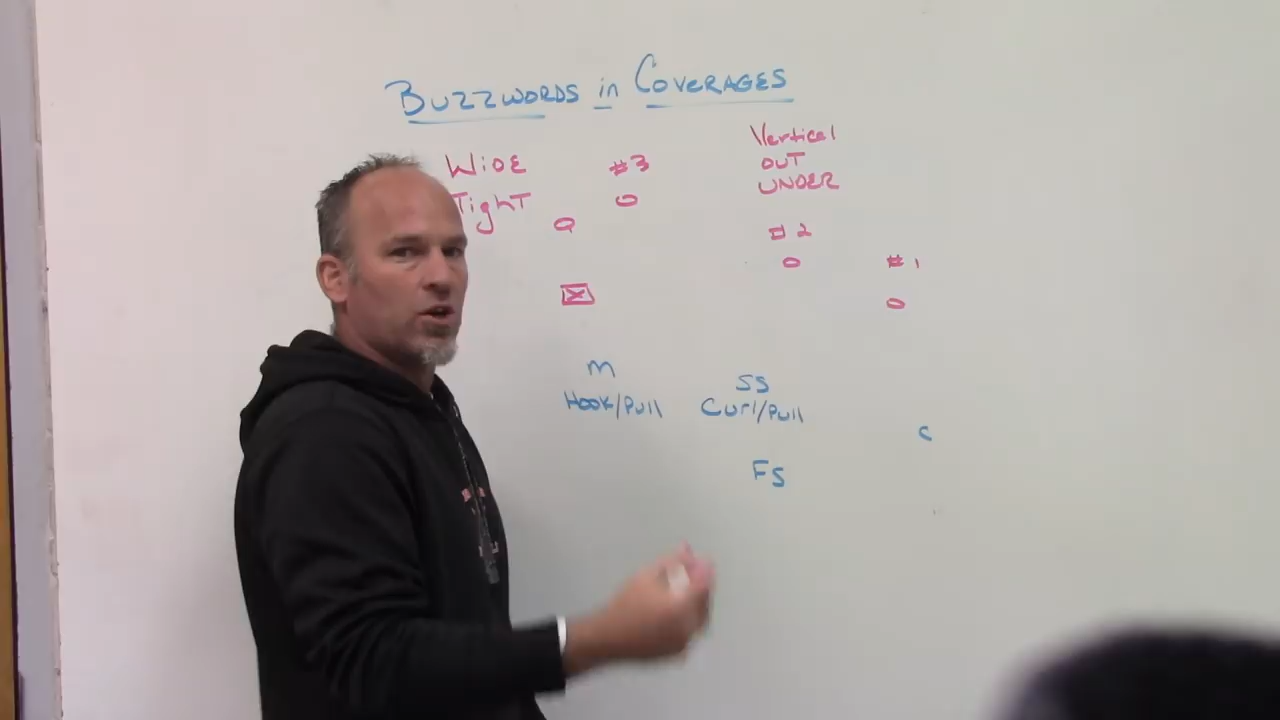 BUZZWORDS in COVERAGES
WIDE
TighT
#3
O
O
Vertical
OUT
UNDER
#2
O
#1
O
X
M
Hook/Pull
SS
Curl/Pull
C
FS